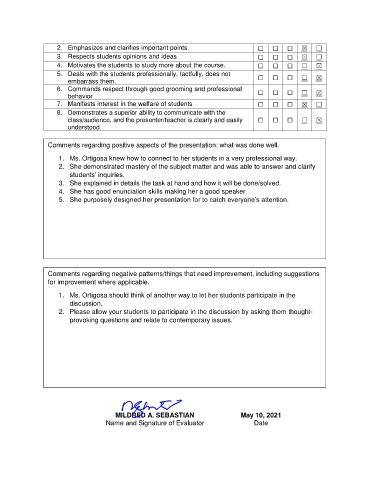 2. Emphasizes and clarifies important points. ☐ ☐ ☐ ☒ ☐
3. Respects students opinions and ideas ☐ ☐ ☐ ☒ ☐
4. Motivates the students to study more about the course. ☐ ☐ ☐ ☐ ☒
5. Deals with the students professionally, tactfully, does not
embarrass them. ☐ ☐ ☐ ☐ ☒
6. Commands respect through good grooming and professional
behavior ☐ ☐ ☐ ☐ ☒
7. Manifests interest in the welfare of students ☐ ☐ ☐ ☒ ☐
8. Demonstrates a superior ability to communicate with the
class/audience, and the presenter/teacher is clearly and easily
understood. ☐ ☐ ☐ ☐ ☒
Comments regarding positive aspects of the presentation; what was done well.
1. Ms. Ortigosa knew how to connect to her students in a very professional way.
2. She demonstrated mastery of the subject matter and was able to answer and clarify
students' inquiries.
3. She explained in details the task at hand and how it will be done/solved.
4. She has good enunciation skills making her a good speaker.
5. She purposely designed her presentation for to catch everyone's attention.
Comments regarding negative patterns/things that need improvement, including suggestions
for improvement where applicable.
1. Ms. Ortigosa should think of another way to let her students participate in the
discussion.
2. Please allow your students to participate in the discussion by asking them thought-
provoking questions and relate to contemporary issues.
MILDRED A. SEBASTIAN May 10, 2021
Name and Signature of Evaluator Date